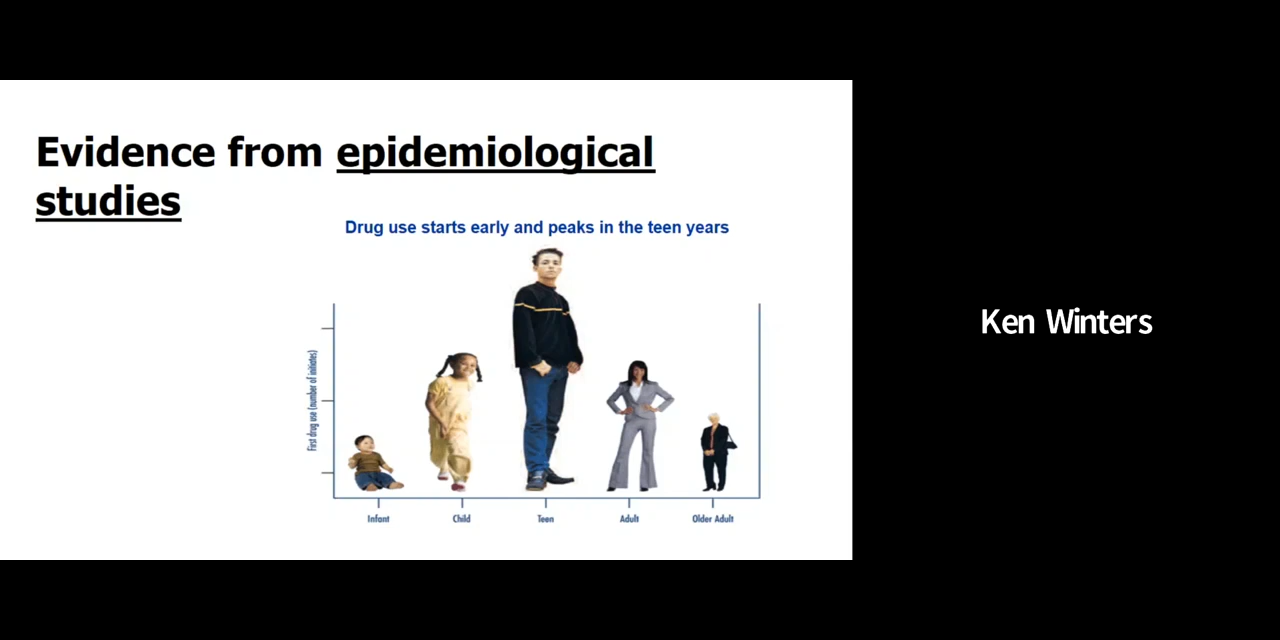 Evidence from epidemiological
studies
Drug use starts early and peaks in the teen years
First drug use (number of initiates)
Infant
Child
Teen
Adult
Older Adult
Ken Winters